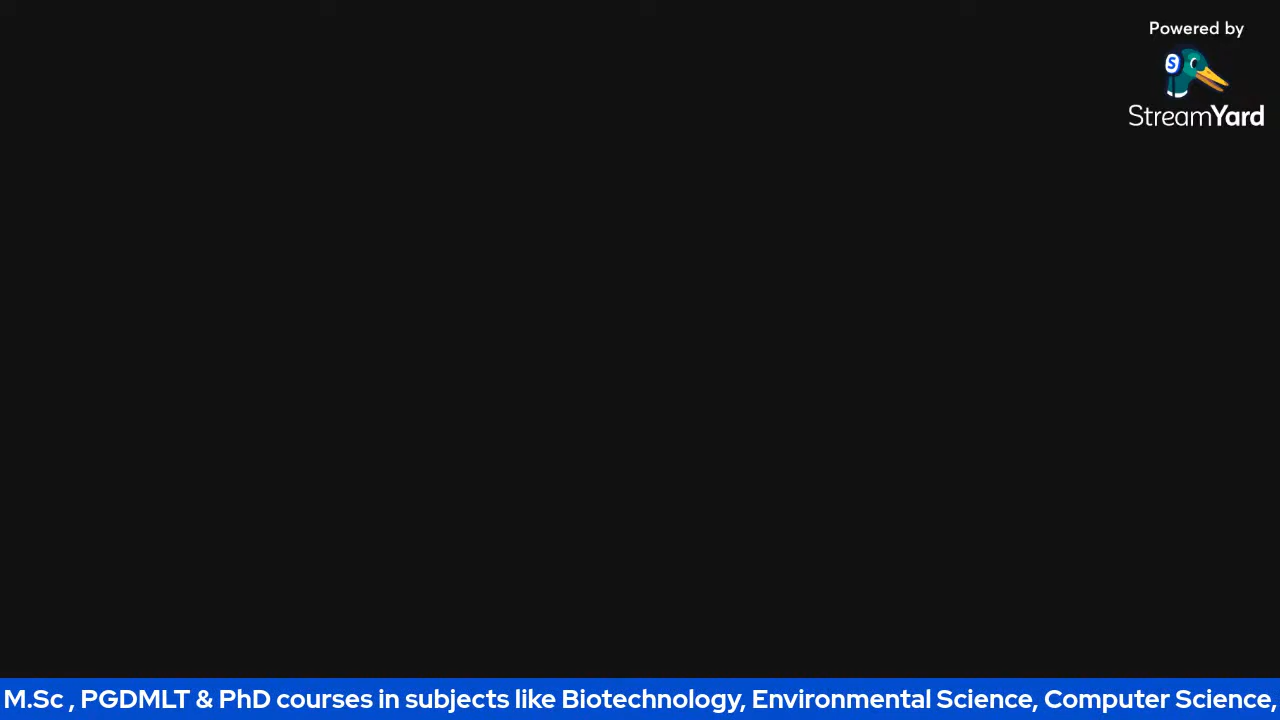 Powered by
S
StreamYard
M.Sc , PGDMLT & PhD courses in subjects like Biotechnology, Environmental Science, Computer Science,